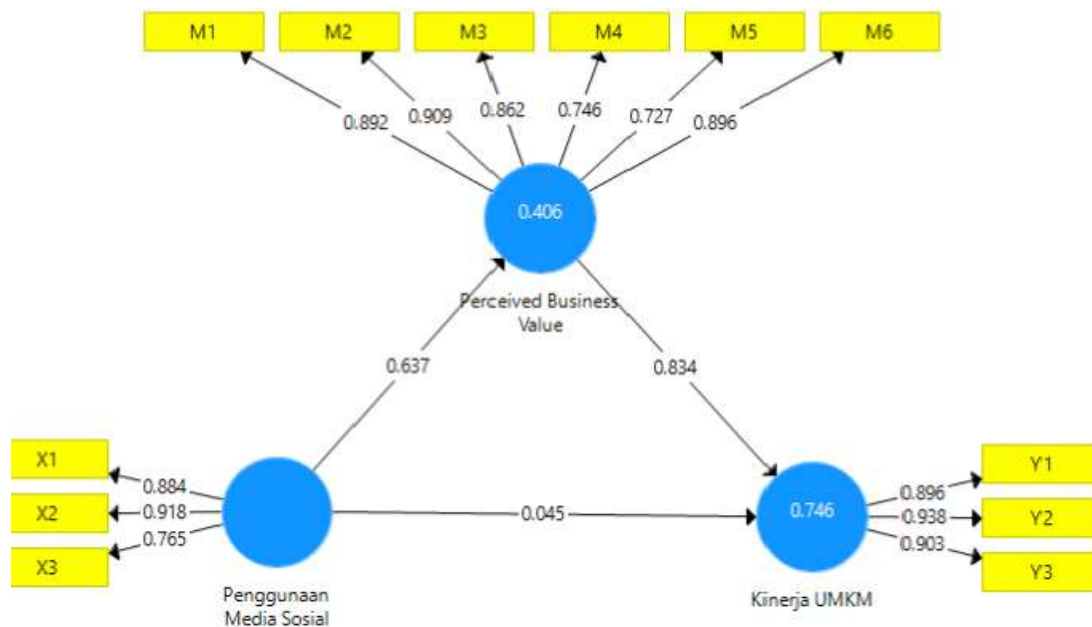 M1 M2 M3 M4 M5 M6
0.892 0.909 0.862 0.746 0.727 0.896
0.406
Perceived Business
Value
0.637 0.834
X1
X2
X3
0.884
0.918
0.765
0.045
0.746
0.896
0.938
0.903
Y1
Y2
Y3
Penggunaan
Media Sosial
Kiinerja UMKM